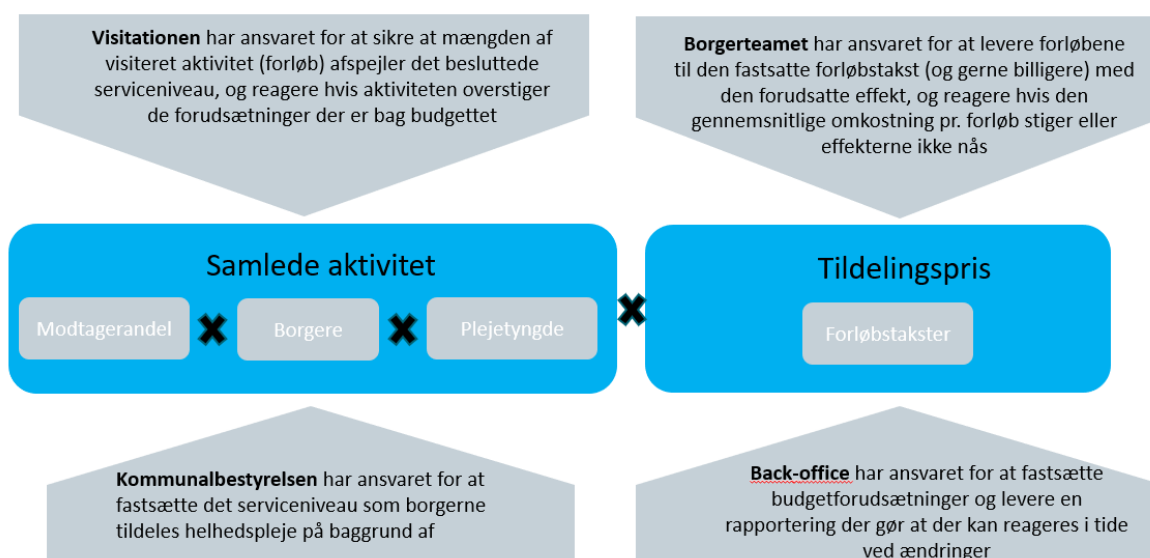 Visitationen har ansvaret for at sikre at mængden af
visiteret aktivitet (forløb) afspejler det besluttede
serviceniveau, og reagere hvis aktiviteten overstiger
de forudsætninger der er bag budgettet
Borgerteamet har ansvaret for at levere forløbene
til den fastsatte forløbstakst (og gerne billigere) med
den forudsatte effekt, og reagere hvis den
gennemsnitlige omkostning pr. forløb stiger eller
effekterne ikke nås
Samlede aktivitet
Modtagerandel
Borgere
Plejetyngde
Tildelingspris
Forløbstakster
Kommunalbestyrelsen har ansvaret for at
fastsætte det serviceniveau som borgerne
tildeles helhedspleje på baggrund af
Back-office har ansvaret for at fastsætte
budgetforudsætninger og levere en
rapportering der gør at der kan reageres i tide
ved ændringer